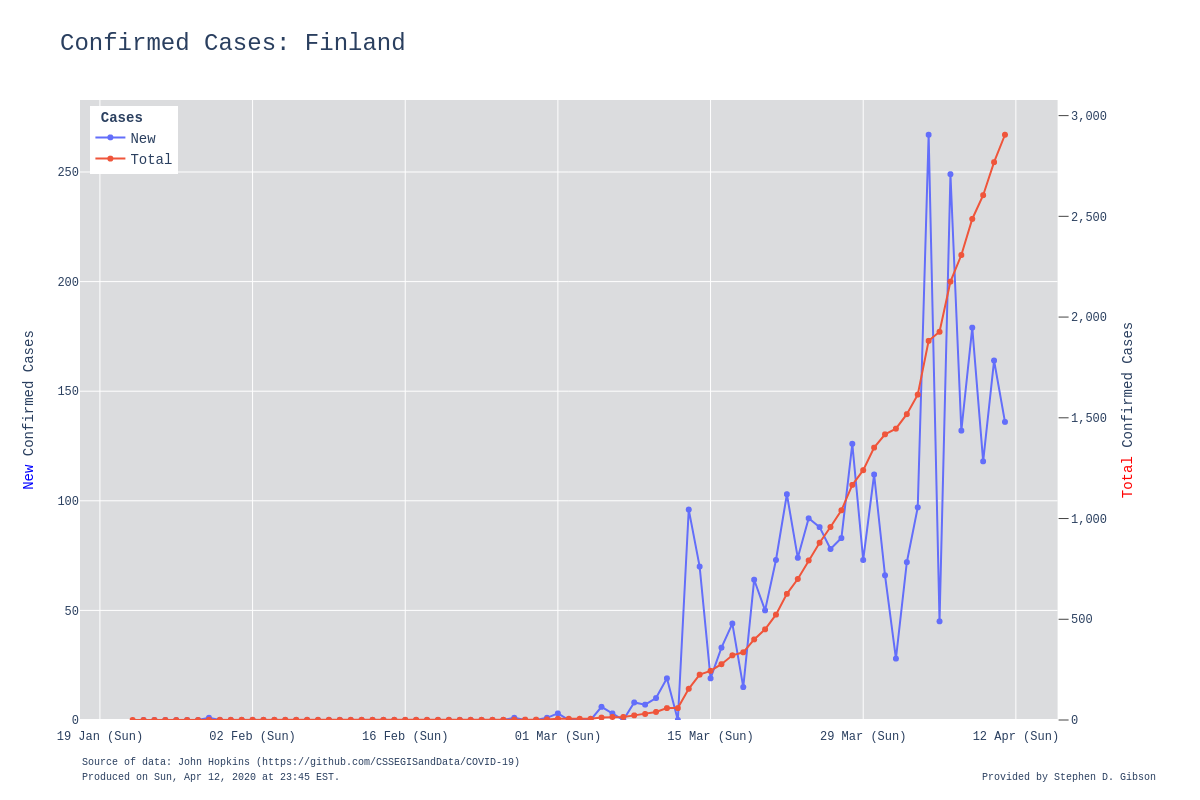 Confirmed Cases: Finland
Cases
New
Total
250
200
150
100
50
0
3,000
2,500
2,000
1,500
1,000
500
0
New Confirmed Cases
Total Confirmed Cases
19 Jan (Sun)
02 Feb (Sun)
16 Feb (Sun)
01 Mar (Sun)
15 Mar (Sun)
29 Mar (Sun)
12 Apr (Sun)
Source of data: John Hopkins (https://github.com/CSSEGISandData/COVID-19)
Produced on Sun, Apr 12, 2020 at 23:45 EST.
Provided by Stephen D. Gibson